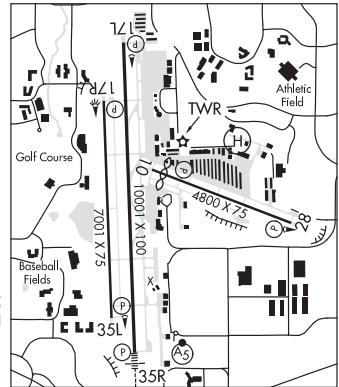 17L
P
17R
P
Athletic
Field
TWR
H
Golf Course
P
10
4800 X 75
28
P
7001 X 75
10001 X 100
Baseball
Fields
X
P
35L
P
A5
35R